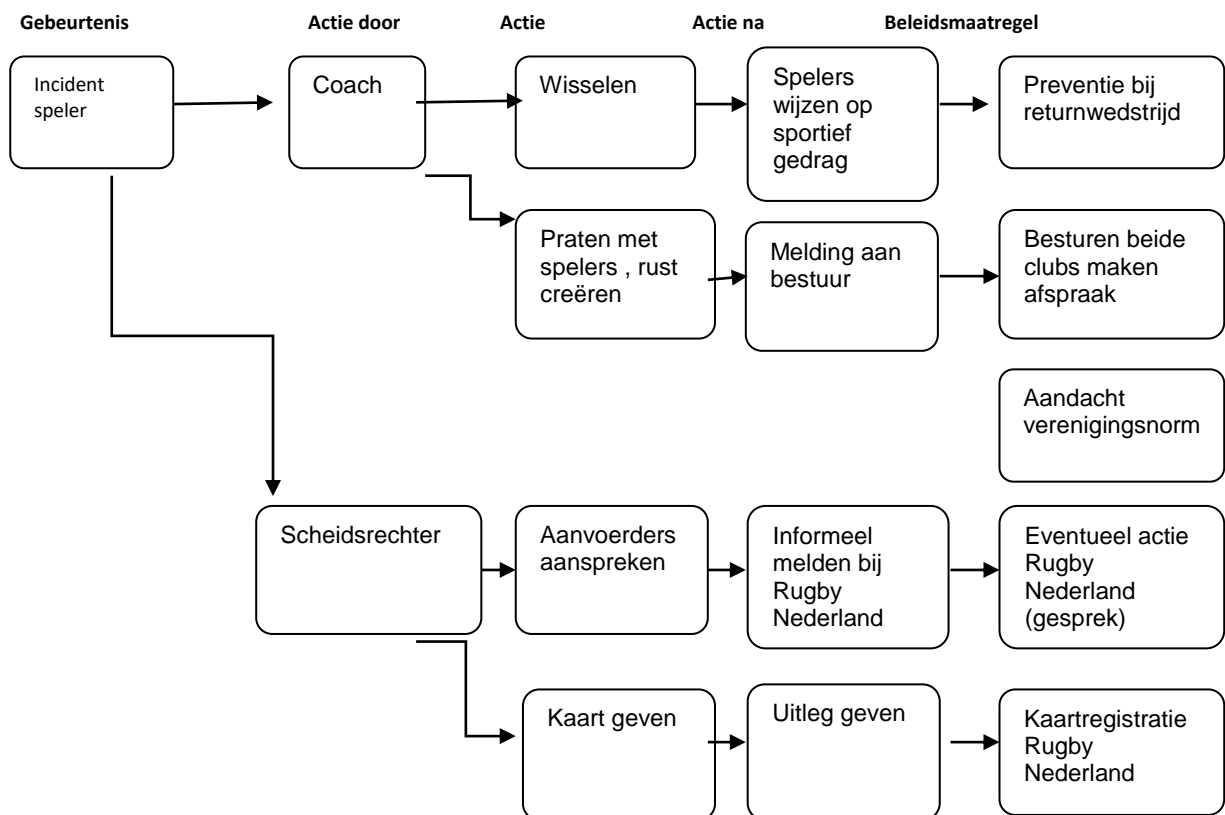 Gebeurtenis Actie door Actie Actie na Beleidsmaatregel
Incident
speler
Coach
Wisselen
Spelers
wijzen op
sportief
gedrag
Preventie bij
returnwedstrijd
Praten met
spelers , rust
creëren
Melding aan
bestuur
Besturen beide
clubs maken
afspraak
Aandacht
verenigingsnorm
Scheidsrechter
Aanvoerders
aanspreken
Informeel
melden bij
Rugby
Nederland
Eventueel actie
Rugby
Nederland
(gesprek)
Kaart geven
Uitleg geven
Kaartregistratie
Rugby
Nederland